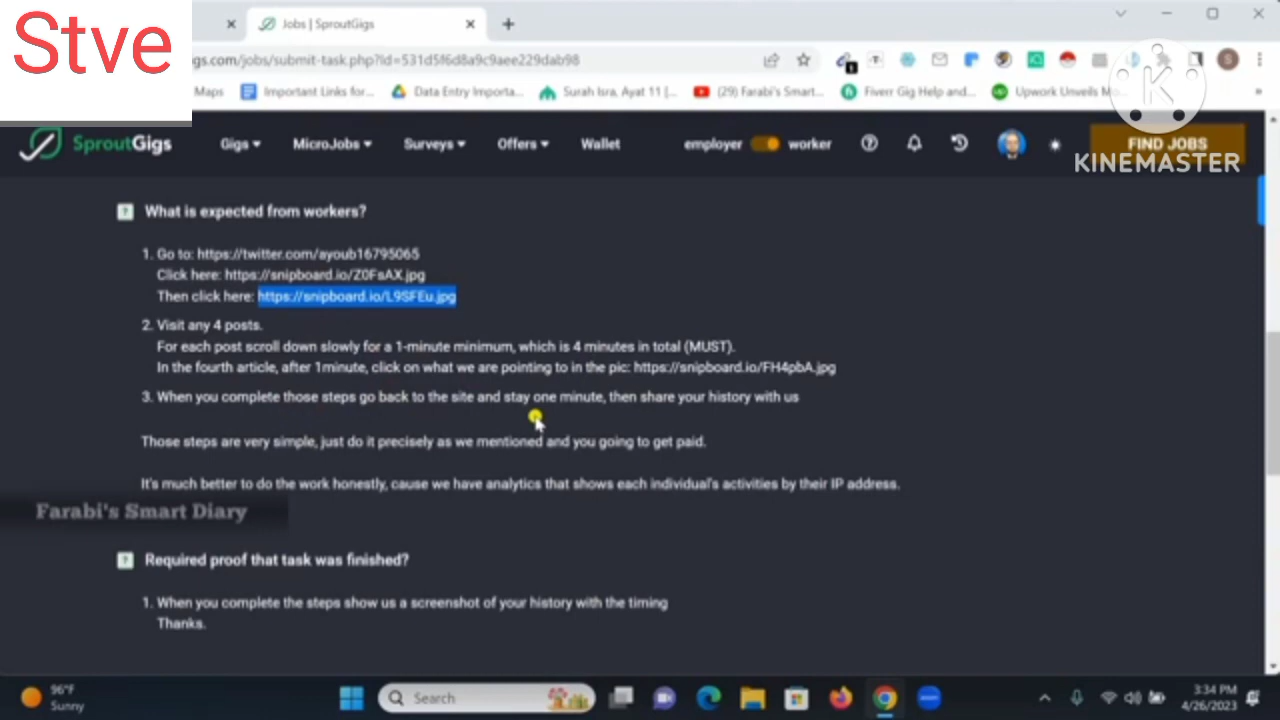 Stve
Jobs | SproutGigs
gs.com/jobs/submit-task.php?Id=531d5f6d8a9c9aee229dab98
Maps
Important Links for...
Data Entry Importa...
Surah Isra, Ayat 11 [...
(29) Farabi's Smart...
Fiverr Gig Help and...
Upwork Unveils M...
SproutGigs
Gigs
MicroJobs
Surveys
Offers
Wallet
employer
worker
FIND JOBS
K
KINEMASTER
What is expected from workers?
1. Go to: https://twitter.com/ayoub16795065
Click here: https://snipboard.io/Z0FsAX.jpg
Then click here: https://snipboard.io/L9SFEu.jpg
2. Visit any 4 posts.
For each post scroll down slowly for a 1-minute minimum, which is 4 minutes in total (MUST).
In the fourth article, after 1minute, click on what we are pointing to in the pic: https://snipboard.io/FH4pbA.jpg
3. When you complete those steps go back to the site and stay one minute, then share your history with us
Those steps are very simple, just do it precisely as we mentioned and you going to get paid.
It's much better to do the work honestly, cause we have analytics that shows each individual's activities by their IP address.
Farabi's Smart Diary
Required proof that task was finished?
1. When you complete the steps show us a screenshot of your history with the timing
Thanks.
96°F
Sunny
Search
3:34 PM
4/26/2023